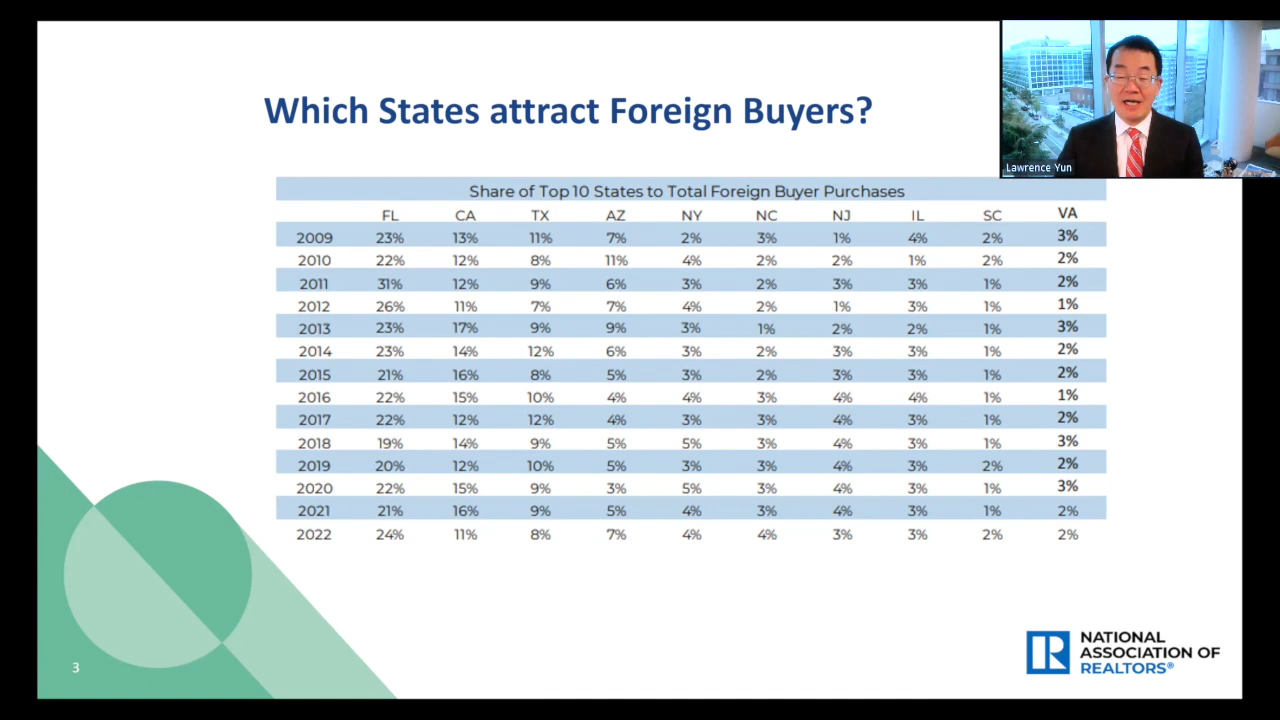 Which States attract Foreign Buyers?
Lawrence Yun
Share of Top 10 States to Total Foreign Buyer Purchases
FL CA TX AZ NY NC NJ IL SC VA
2009 23% 13% 11% 7% 2% 3% 1% 4% 2% 3%
2010 22% 12% 8% 11% 4% 2% 2% 1% 2% 2%
2011 31% 12% 9% 6% 3% 2% 3% 3% 1% 2%
2012 26% 11% 7% 7% 4% 2% 1% 3% 1% 1%
2013 23% 17% 9% 9% 3% 1% 2% 2% 1% 3%
2014 23% 14% 12% 6% 3% 2% 3% 3% 1% 2%
2015 21% 16% 8% 5% 3% 2% 3% 3% 1% 2%
2016 22% 15% 10% 4% 4% 3% 4% 4% 1% 1%
2017 22% 12% 12% 4% 3% 3% 4% 3% 1% 2%
2018 19% 14% 9% 5% 5% 3% 4% 3% 1% 3%
2019 20% 12% 10% 5% 3% 3% 4% 3% 2% 2%
2020 22% 15% 9% 3% 5% 3% 4% 3% 1% 3%
2021 21% 16% 9% 5% 4% 3% 4% 3% 1% 2%
2022 24% 11% 8% 7% 4% 4% 3% 3% 2% 2%
3
NATIONAL
ASSOCIATION OF
REALTORS®